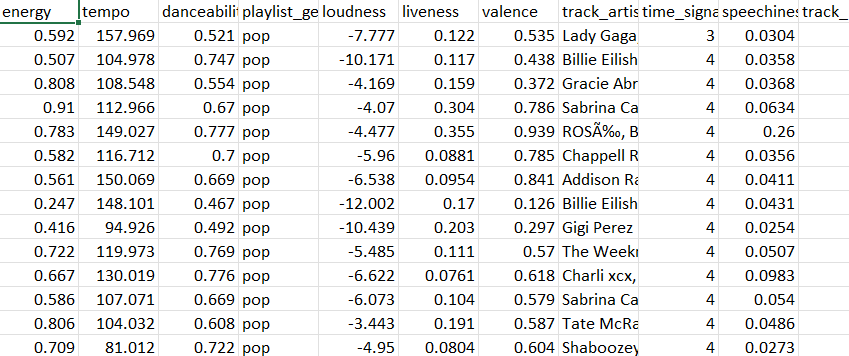 energy tempo danceabili playlist_ge loudness liveness valence track_artis time_signa speechines track_
0.592 157.969 0.521 pop -7.777 0.122 0.535 Lady Gaga, 3 0.0304
0.507 104.978 0.747 pop -10.171 0.117 0.438 Billie Eilish 4 0.0358
0.808 108.548 0.554 pop -4.169 0.159 0.372 Gracie Abr 4 0.0368
0.91 112.966 0.67 pop -4.07 0.304 0.786 Sabrina Ca 4 0.0634
0.783 149.027 0.777 pop -4.477 0.355 0.939 ROSÃ‰, B 4 0.26
0.582 116.712 0.7 pop -5.96 0.0881 0.785 Chappell R 4 0.0356
0.561 150.069 0.669 pop -6.538 0.0954 0.841 Addison Ra 4 0.0411
0.247 148.101 0.467 pop -12.002 0.17 0.126 Billie Eilish 4 0.0431
0.416 94.926 0.492 pop -10.439 0.203 0.297 Gigi Perez 4 0.0254
0.722 119.973 0.769 pop -5.485 0.111 0.57 The Weekn 4 0.0507
0.667 130.019 0.776 pop -6.622 0.0761 0.618 Charli xcx, 4 0.0983
0.586 107.071 0.669 pop -6.073 0.104 0.579 Sabrina Ca 4 0.054
0.806 104.032 0.608 pop -3.443 0.191 0.587 Tate McRa 4 0.0486
0.709 81.012 0.722 pop -4.95 0.0804 0.604 Shaboozey 4 0.0273